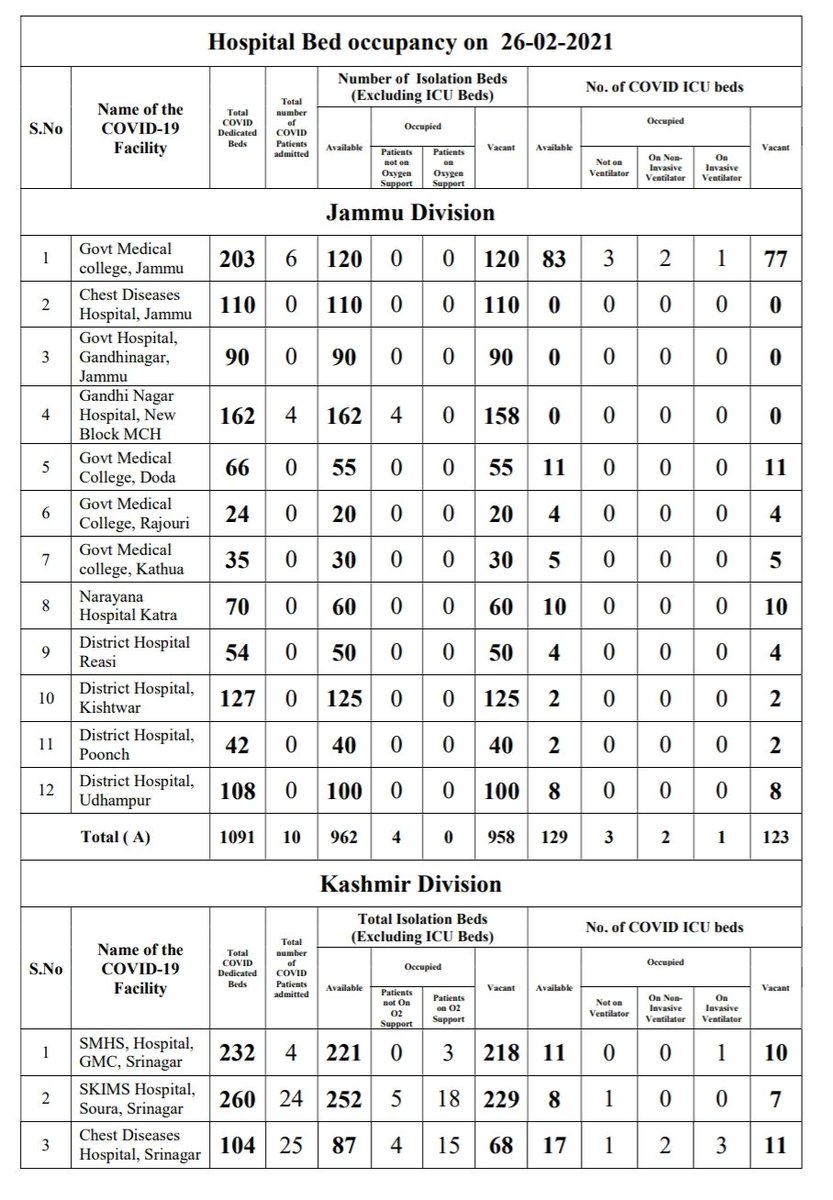 Hospital Bed occupancy on 26-02-2021
S.No
Name of the
COVID-19
Facility
Total
COVID
Dedicated
Beds
Total
number
of
COVID
Patients
admitted
Number of Isolation Beds
(Excluding ICU Beds)
Available
Occupied
Patients
not on
Oxygen
Support
Patients
on
Oxygen
Support
Vacant
No. of COVID ICU beds
Available
Occupied
Not on
Ventilator
On Non-
Invasive
Ventilator
On
Invasive
Ventilator
Vacant
Jammu Division
1 Govt Medical
college, Jammu 203 6 120 0 0 120 83 3 2 1 77
2 Chest Diseases
Hospital, Jammu 110 0 110 0 0 110 0 0 0 0 0
3 Govt Hospital,
Gandhinagar,
Jammu 90 0 90 0 0 90 0 0 0 0 0
4 Gandhi Nagar
Hospital, New
Block MCH 162 4 162 4 0 158 0 0 0 0 0
5 Govt Medical
College, Doda 66 0 55 0 0 55 11 0 0 0 11
6 Govt Medical
College, Rajouri 24 0 20 0 0 20 4 0 0 0 4
7 Govt Medical
college, Kathua 35 0 30 0 0 30 5 0 0 0 5
8 Narayana
Hospital Katra 70 0 60 0 0 60 10 0 0 0 10
9 District Hospital
Reasi 54 0 50 0 0 50 4 0 0 0 4
10 District Hospital,
Kishtwar 127 0 125 0 0 125 2 0 0 0 2
11 District Hospital,
Poonch 42 0 40 0 0 40 2 0 0 0 2
12 District Hospital,
Udhampur 108 0 100 0 0 100 8 0 0 0 8
Total ( A) 1091 10 962 4 0 958 129 3 2 1 123
Kashmir Division
S.No
Name of the
COVID-19
Facility
Total
COVID
Dedicated
Beds
Total
number
of
COVID
Patients
admitted
Total Isolation Beds
(Excluding ICU Beds)
Available
Occupied
Patients
not On
O2
Support
Patients
on O2
Support
Vacant
No. of COVID ICU beds
Available
Occupied
Not on
Ventilator
On Non-
Invasive
Ventilator
On
Invasive
Ventilator
Vacant
1 SMHS, Hospital,
GMC, Srinagar 232 4 221 0 3 218 11 0 0 1 10
2 SKIMS Hospital,
Soura, Srinagar 260 24 252 5 18 229 8 1 0 0 7
3 Chest Diseases
Hospital, Srinagar 104 25 87 4 15 68 17 1 2 3 11